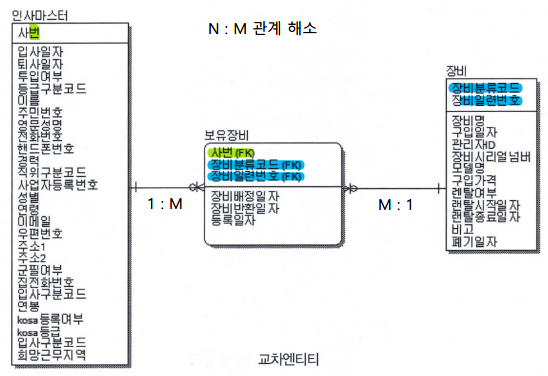 인사마스터
N : M 관계 해소
사번
입사일자
퇴사일자
투입여부
등급구분코드
이름
주민번호
영문성명
전화번호
핸드폰번호
경력
직위구분코드
사업자등록번호
성별
연령
이메일
우편번호
주소1
주소2
군필여부
집전화번호
입사구분코드
연봉
kosa 등록여부
kosa 등급
입사구분코드
희망근무지역
1 : M
보유장비
사번 (FK)
장비분류코드 (FK)
장비일련번호 (FK)
장비배정일자
장비반환일자
등록일자
M : 1
장비
장비분류코드
장비일련번호
장비명
구입일자
관리자ID
장비시리얼넘버
모델명
구입가격
렌탈여부
렌탈시작일자
랜탈종료일자
비고
폐기일자
교차엔티티